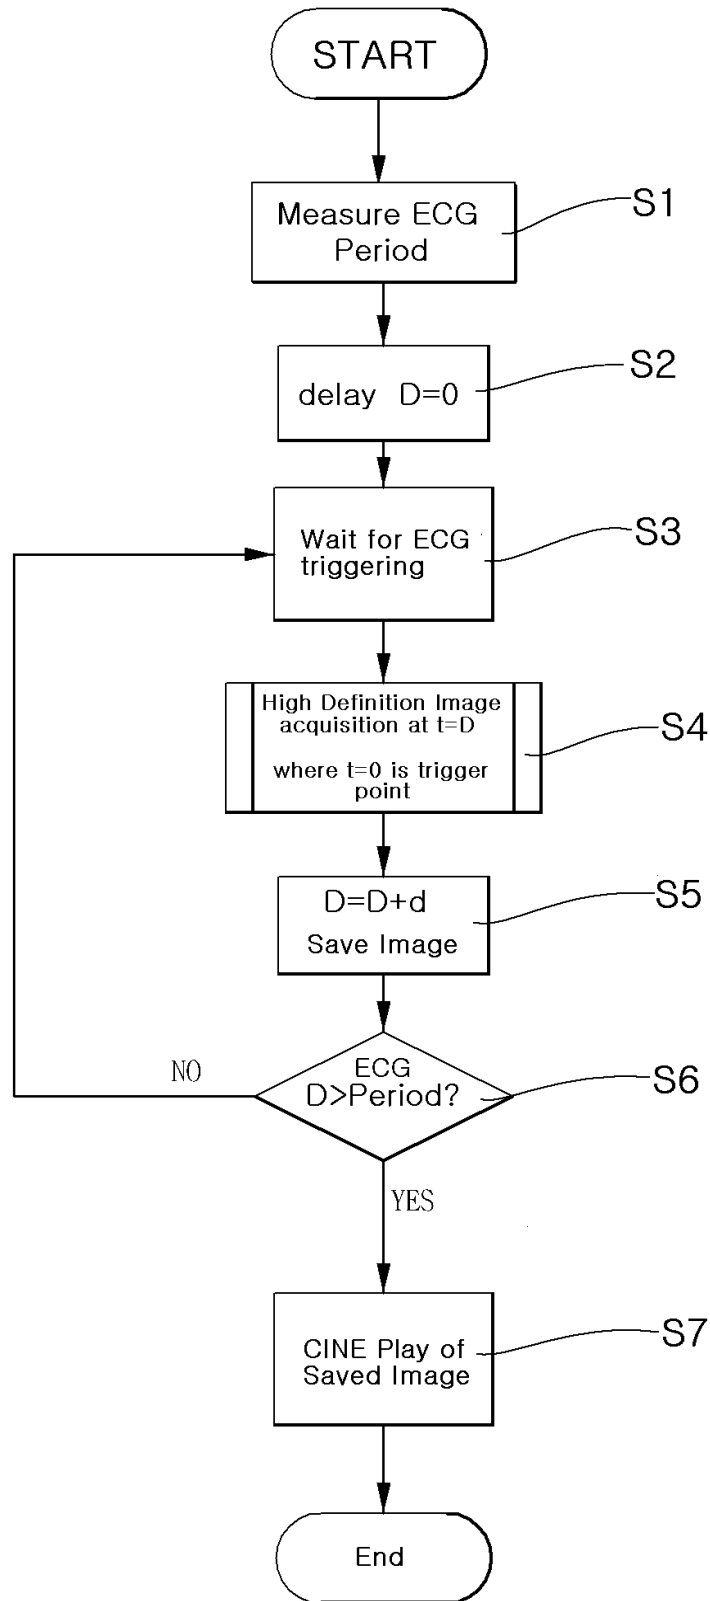 START
Measure ECG
Period
S1
delay D=0
S2
Wait for ECG
triggering
S3
High Definition Image
acquisition at t=D
where t=0 is trigger
point
S4
D=D+d
Save Image
S5
ECG
D>Period?
S6
NO
YES
CINE Play of
Saved Image
S7
End